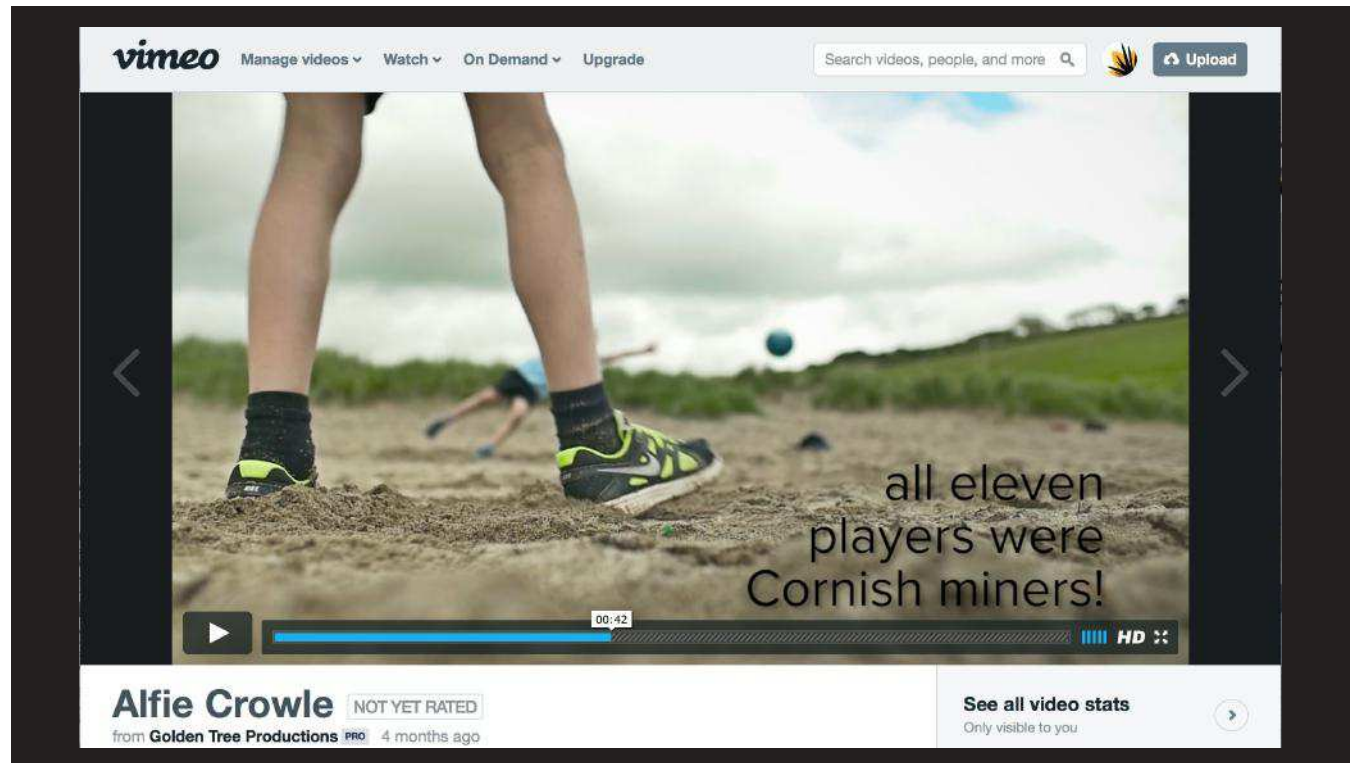 vimeo Manage videos Watch On Demand Upgrade Search videos, people, and more Upload
all eleven
players were
Cornish miners!
00:42
HD
Alfie Crowle NOT YET RATED
from Golden Tree Productions PRO 4 months ago
See all video stats
Only visible to you